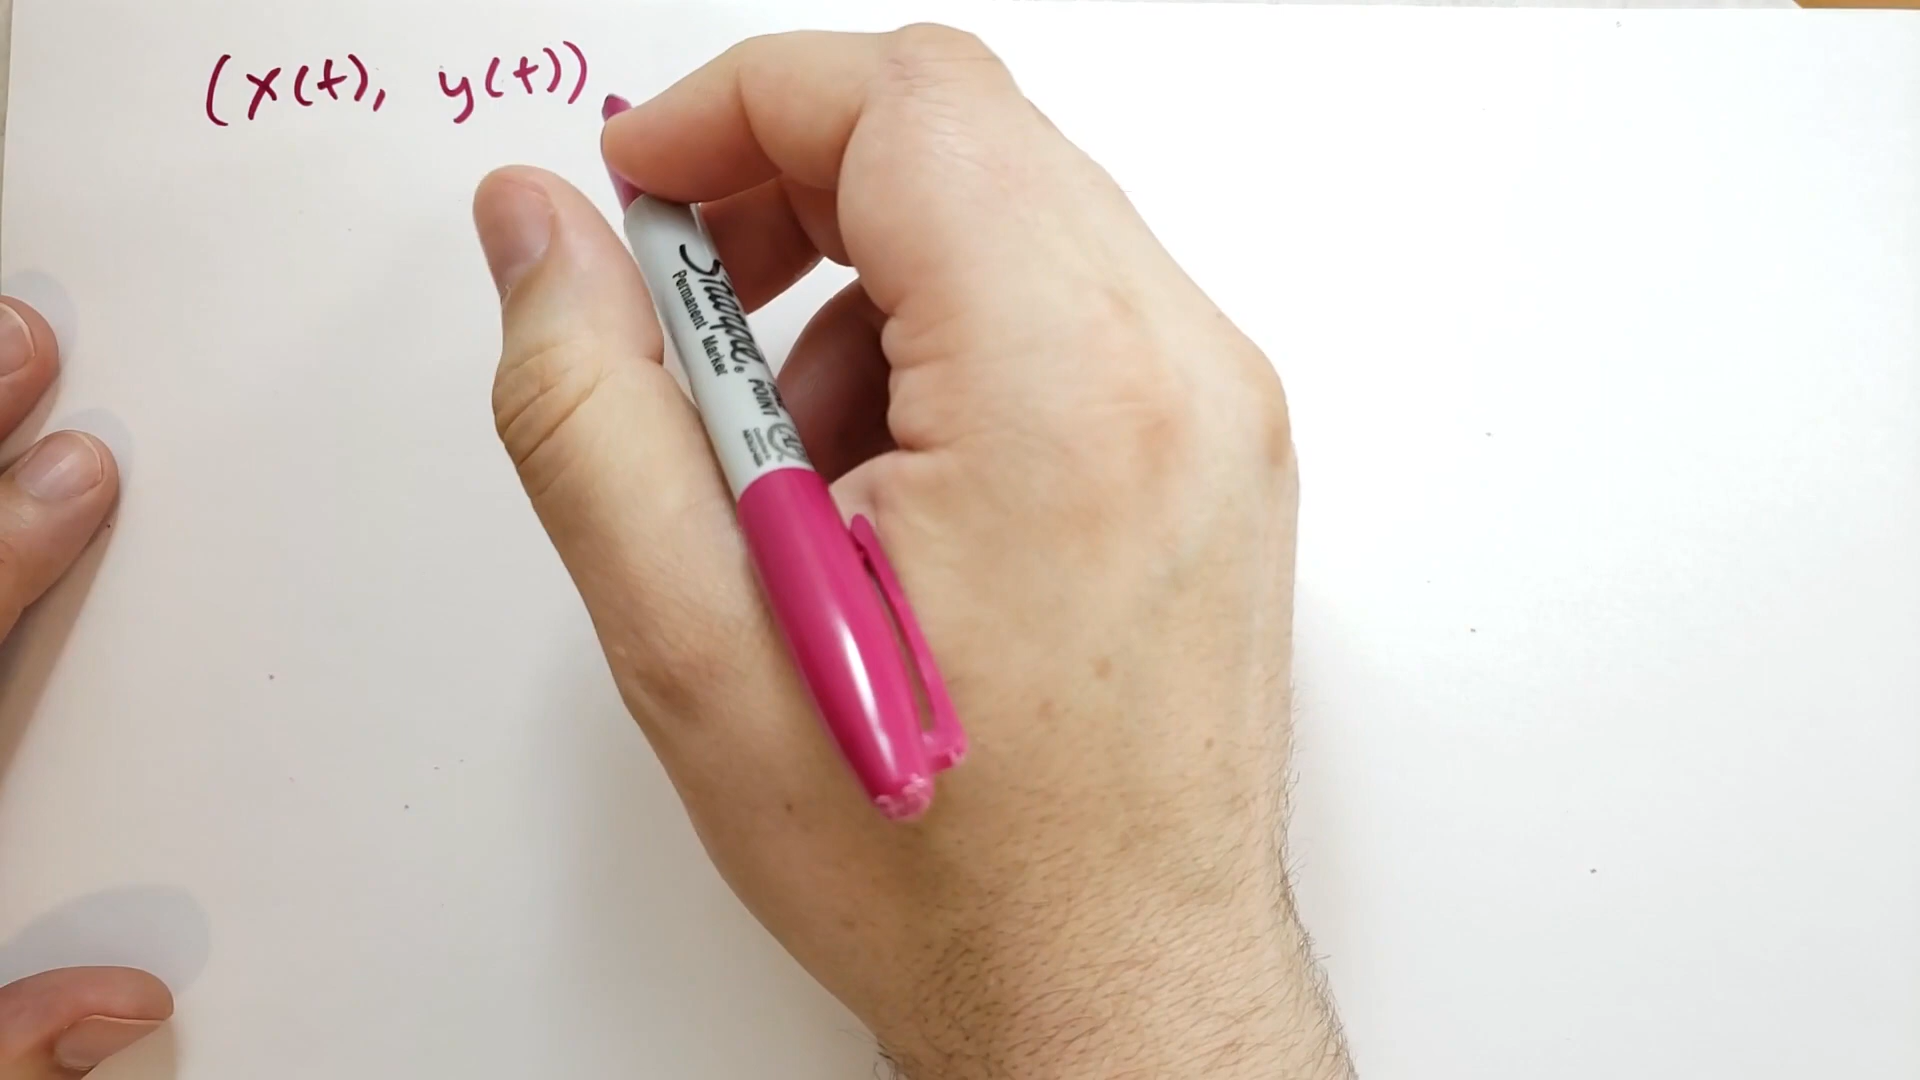 (x(t), y(t))
Sharpie.
Permanent Marker
POINT